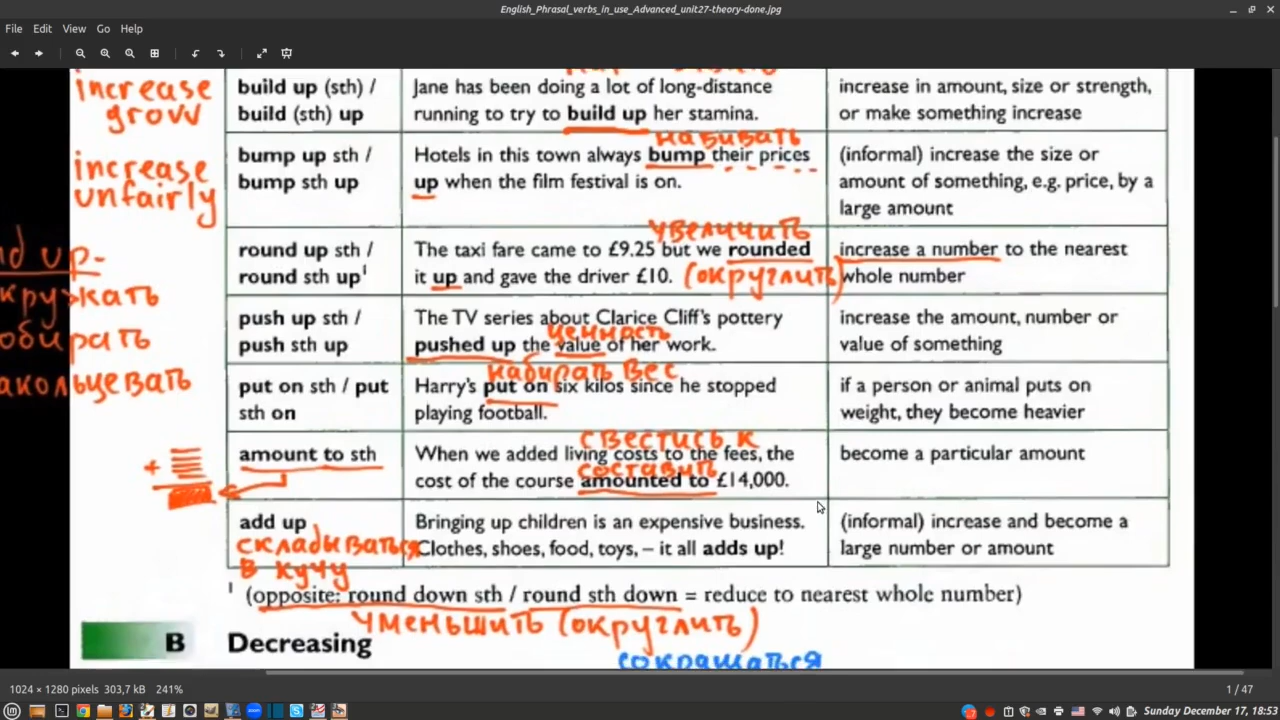 English_Phrasal_verbs_in_use_Advanced_unit27-theory-done.jpg
File Edit View Go Help
increase
grow
build up (sth) /
build (sth) up
Jane has been doing a lot of long-distance
running to try to build up her stamina.
increase in amount, size or strength,
or make something increase
increase
unfairly
bump up sth /
bump sth up
набивать
Hotels in this town always bump their prices
up when the film festival is on.
(informal) increase the size or
amount of something, e.g. price, by a
large amount
round up sth /
round sth up¹
увеличить
The taxi fare came to £9.25 but we rounded
it up and gave the driver £10. (округлить)
increase a number to the nearest
whole number
push up sth /
push sth up
The TV series about Clarice Cliff's pottery
ценность
pushed up the value of her work.
increase the amount, number or
value of something
put on sth / put
sth on
набирать вес
Harry's put on six kilos since he stopped
playing football.
if a person or animal puts on
weight, they become heavier
+
amount to sth
свестись к
When we added living costs to the fees, the
составить
cost of the course amounted to £14,000.
become a particular amount
add up
складываться
в кучу
Bringing up children is an expensive business.
Clothes, shoes, food, toys, – it all adds up!
(informal) increase and become a
large number or amount
¹ (opposite: round down sth / round sth down = reduce to nearest whole number)
уменьшить (округлить)
B Decreasing
сокращаться
1024 × 1280 pixels 303,7 kB 241%
1 / 47
Sunday December 17, 18:53